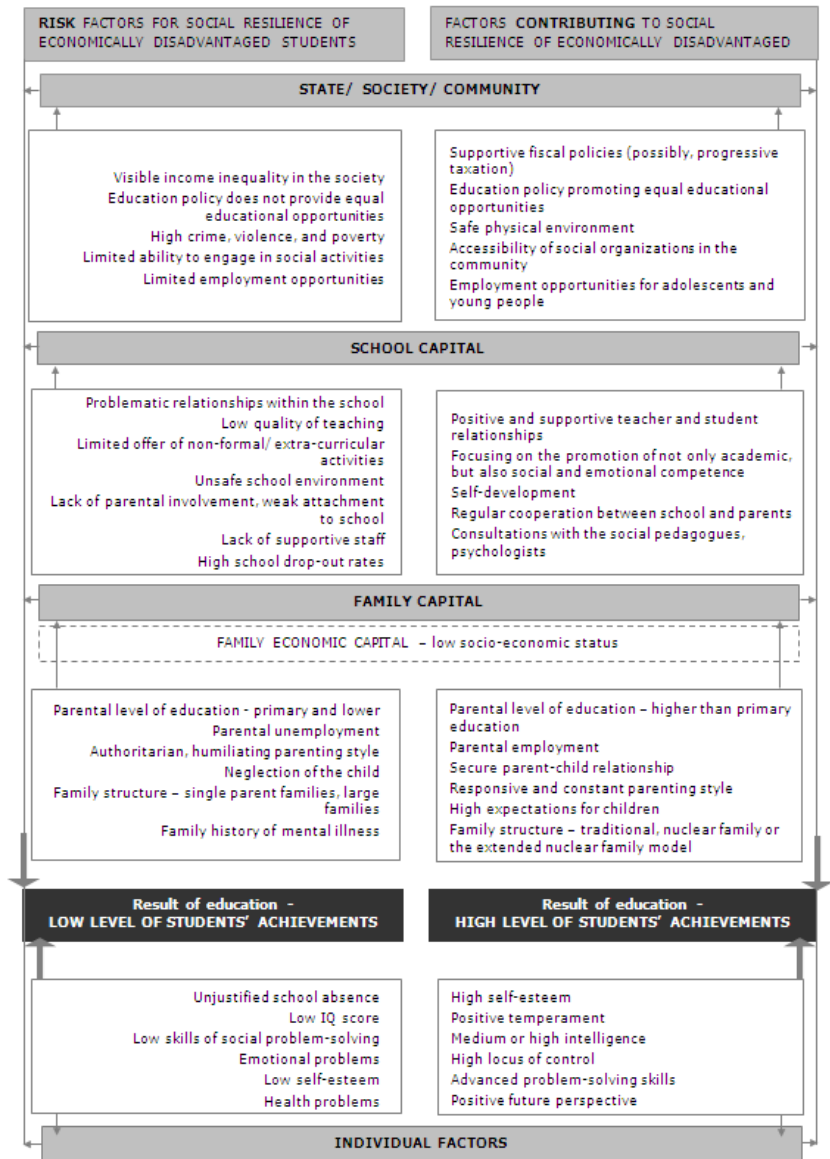 RISK FACTORS FOR SOCIAL RESILIENCE OF
ECONOMICALLY DISADVANTAGED STUDENTS
FACTORS CONTRIBUTING TO SOCIAL
RESILIENCE OF ECONOMICALLY DISADVANTAGED
STATE/ SOCIETY/ COMMUNITY
Visible income inequality in the society
Education policy does not provide equal
educational opportunities
High crime, violence, and poverty
Limited ability to engage in social activities
Limited employment opportunities
Supportive fiscal policies (possibly, progressive
taxation)
Education policy promoting equal educational
opportunities
Safe physical environment
Accessibility of social organizations in the
community
Employment opportunities for adolescents and
young people
SCHOOL CAPITAL
Problematic relationships within the school
Low quality of teaching
Limited offer of non-formal/ extra-curricular
activities
Unsafe school environment
Lack of parental involvement, weak attachment
to school
Lack of supportive staff
High school drop-out rates
Positive and supportive teacher and student
relationships
Focusing on the promotion of not only academic,
but also social and emotional competence
Self-development
Regular cooperation between school and parents
Consultations with the social pedagogues,
psychologists
FAMILY CAPITAL
FAMILY ECONOMIC CAPITAL – low socio-economic status
Parental level of education - primary and lower
Parental unemployment
Authoritarian, humiliating parenting style
Neglection of the child
Family structure – single parent families, large
families
Family history of mental illness
Parental level of education – higher than primary
education
Parental employment
Secure parent-child relationship
Responsive and constant parenting style
High expectations for children
Family structure – traditional, nuclear family or
the extended nuclear family model
Result of education -
LOW LEVEL OF STUDENTS' ACHIEVEMENTS
Result of education -
HIGH LEVEL OF STUDENTS' ACHIEVEMENTS
Unjustified school absence
Low IQ score
Low skills of social problem-solving
Emotional problems
Low self-esteem
Health problems
High self-esteem
Positive temperament
Medium or high intelligence
High locus of control
Advanced problem-solving skills
Positive future perspective
INDIVIDUAL FACTORS